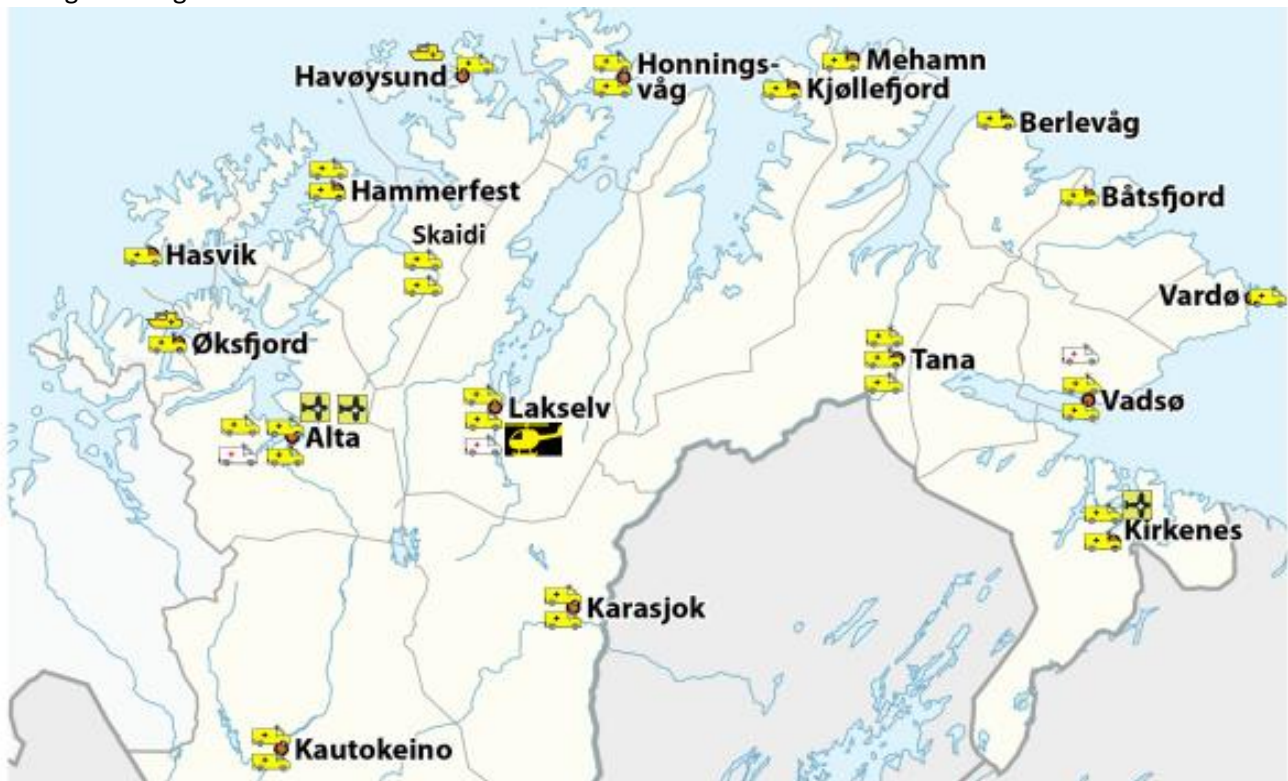 Havøysund
Honnings-
våg
Mehamn
Kjøllefjord
Berlevåg
Hammerfest
Båtsfjord
Skaidi
Hasvik
Vardø
Øksfjord
Tana
Lakselv
Vadsø
Alta
Kirkenes
Karasjok
Kautokeino